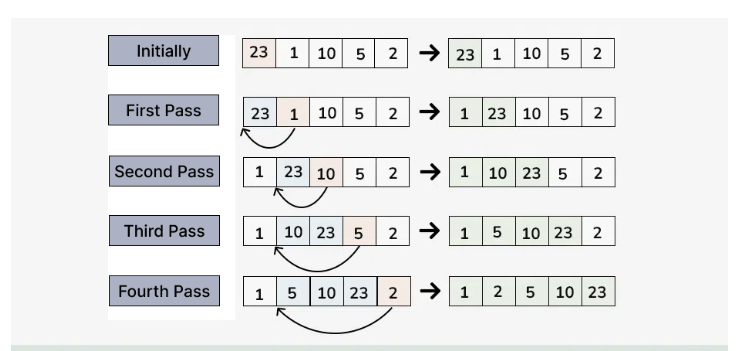 Initially 23 1 10 5 2 → 23 1 10 5 2
First Pass 23 1 10 5 2 → 1 23 10 5 2
Second Pass 1 23 10 5 2 → 1 10 23 5 2
Third Pass 1 10 23 5 2 → 1 5 10 23 2
Fourth Pass 1 5 10 23 2 → 1 2 5 10 23